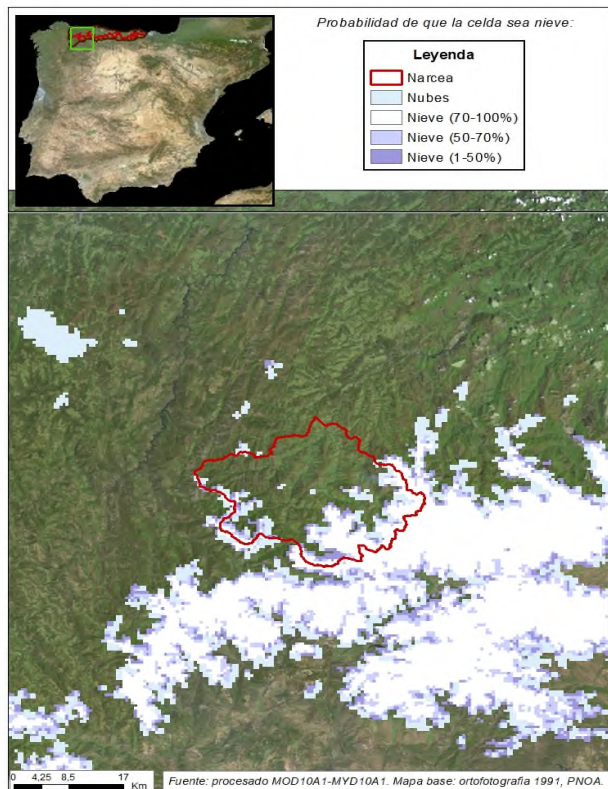 Probabilidad de que la celda sea nieve:
Leyenda
Narcea
Nubes
Nieve (70-100%)
Nieve (50-70%)
Nieve (1-50%)
0 4,25 8,5 17
Km
Fuente: procesado MOD10A1-MYD10A1. Mapa base: ortofotografia 1991, PNOA.